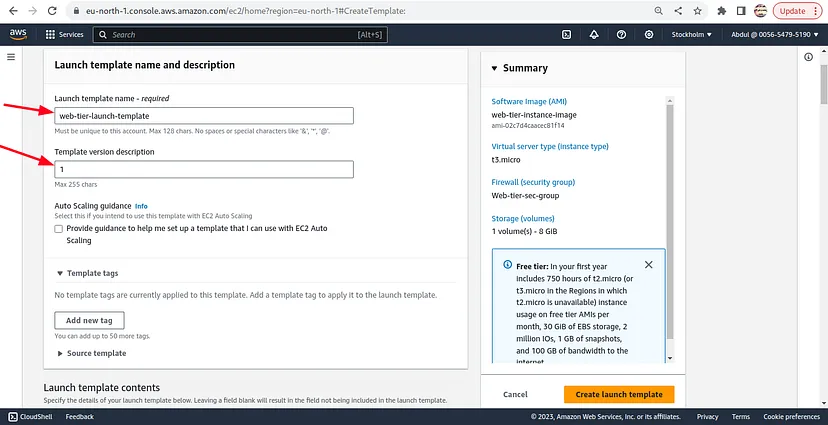 eu-north-1.console.aws.amazon.com/ec2/home?region=eu-north-1#CreateTemplate:
Update
aws
Services
Search
[Alt+S]
Stockholm
Abdul @ 0056-5479-5190
Launch template name and description
Launch template name - required
web-tier-launch-template
Must be unique to this account. Max 128 chars. No spaces or special characters like '&', '*', '@'.
Template version description
1
Max 255 chars
Auto Scaling guidance Info
Select this if you intend to use this template with EC2 Auto Scaling
Provide guidance to help me set up a template that I can use with EC2 Auto
Scaling
Template tags
No template tags are currently applied to this template. Add a template tag to apply it to the launch template.
Add new tag
You can add up to 50 more tags.
Source template
Launch template contents
Specify the details of your launch template below. Leaving a field blank will result in the field not being included in the launch template.
Summary
Software Image (AMI)
web-tier-instance-image
ami-02c7d4caacec81f14
Virtual server type (instance type)
t3.micro
Firewall (security group)
Web-tier-sec-group
Storage (volumes)
1 volume(s) - 8 GiB
Free tier: In your first year
includes 750 hours of t2.micro (or
t3.micro in the Regions in which
t2.micro is unavailable) instance
usage on free tier AMIs per
month, 30 GiB of EBS storage, 2
million IOs, 1 GB of snapshots,
and 100 GB of bandwidth to the
internet.
Cancel
Create launch template
CloudShell
Feedback
© 2023, Amazon Web Services, Inc. or its affiliates.
Privacy
Terms
Cookie preferences